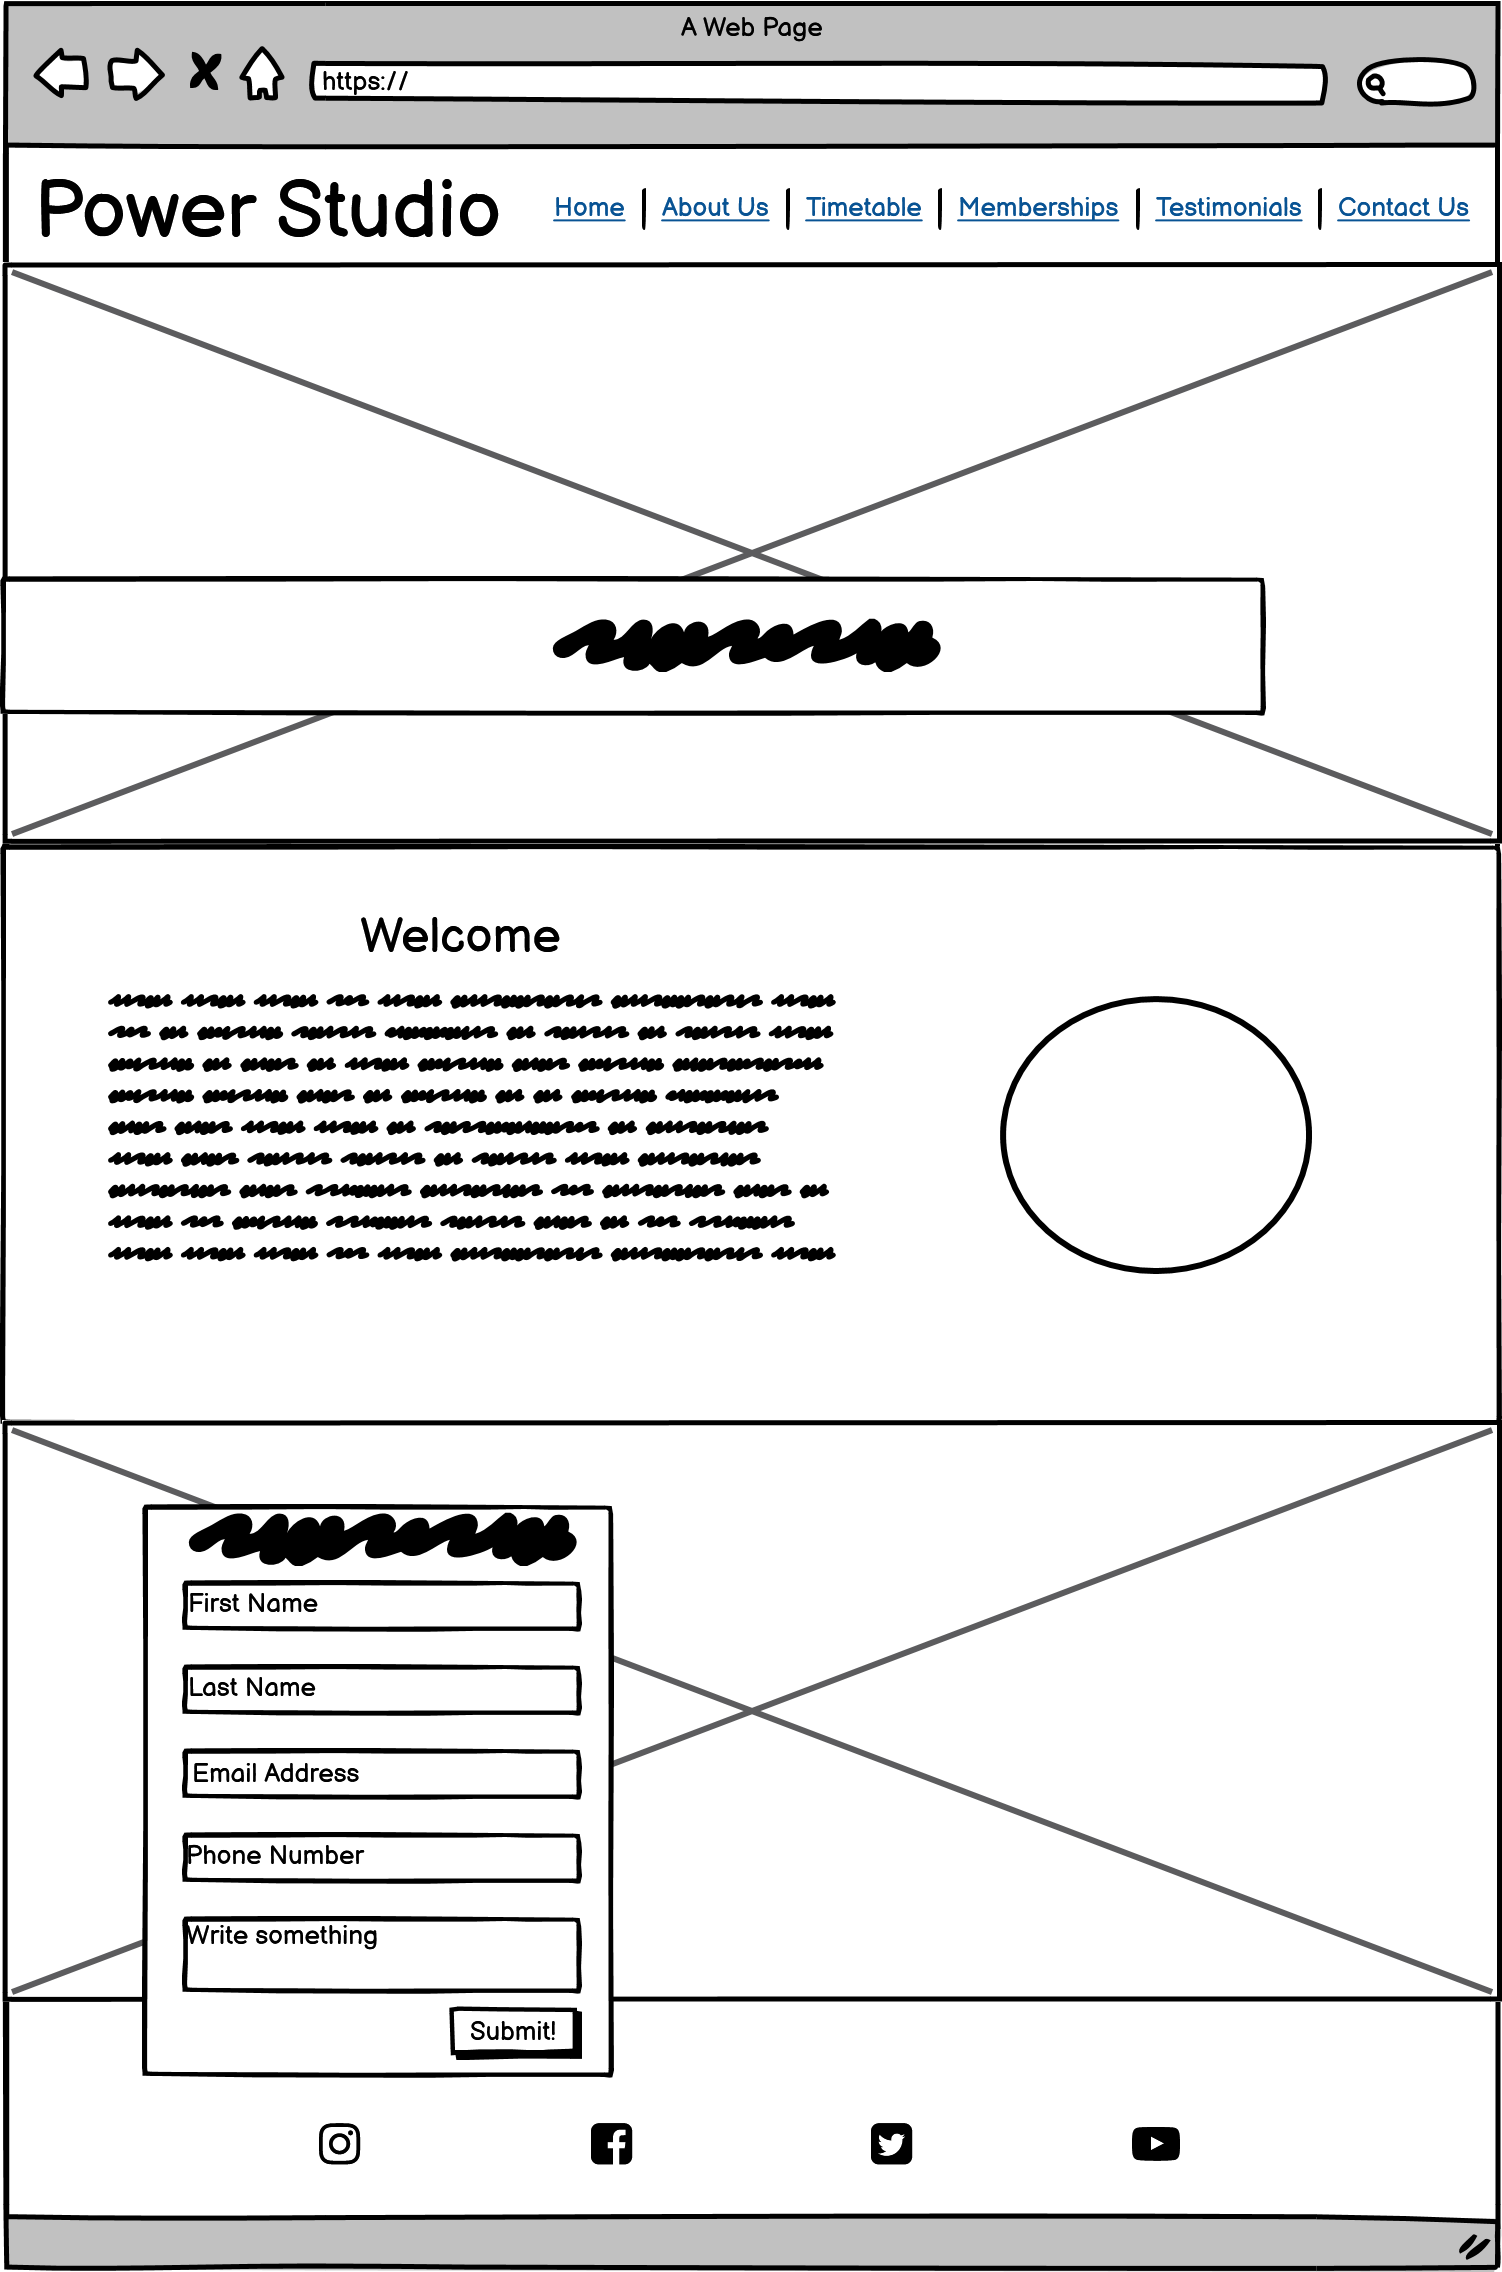 A Web Page
https://
Power Studio
Home | About Us | Timetable | Memberships | Testimonials | Contact Us
Welcome
First Name
Last Name
Email Address
Phone Number
Write something
Submit!